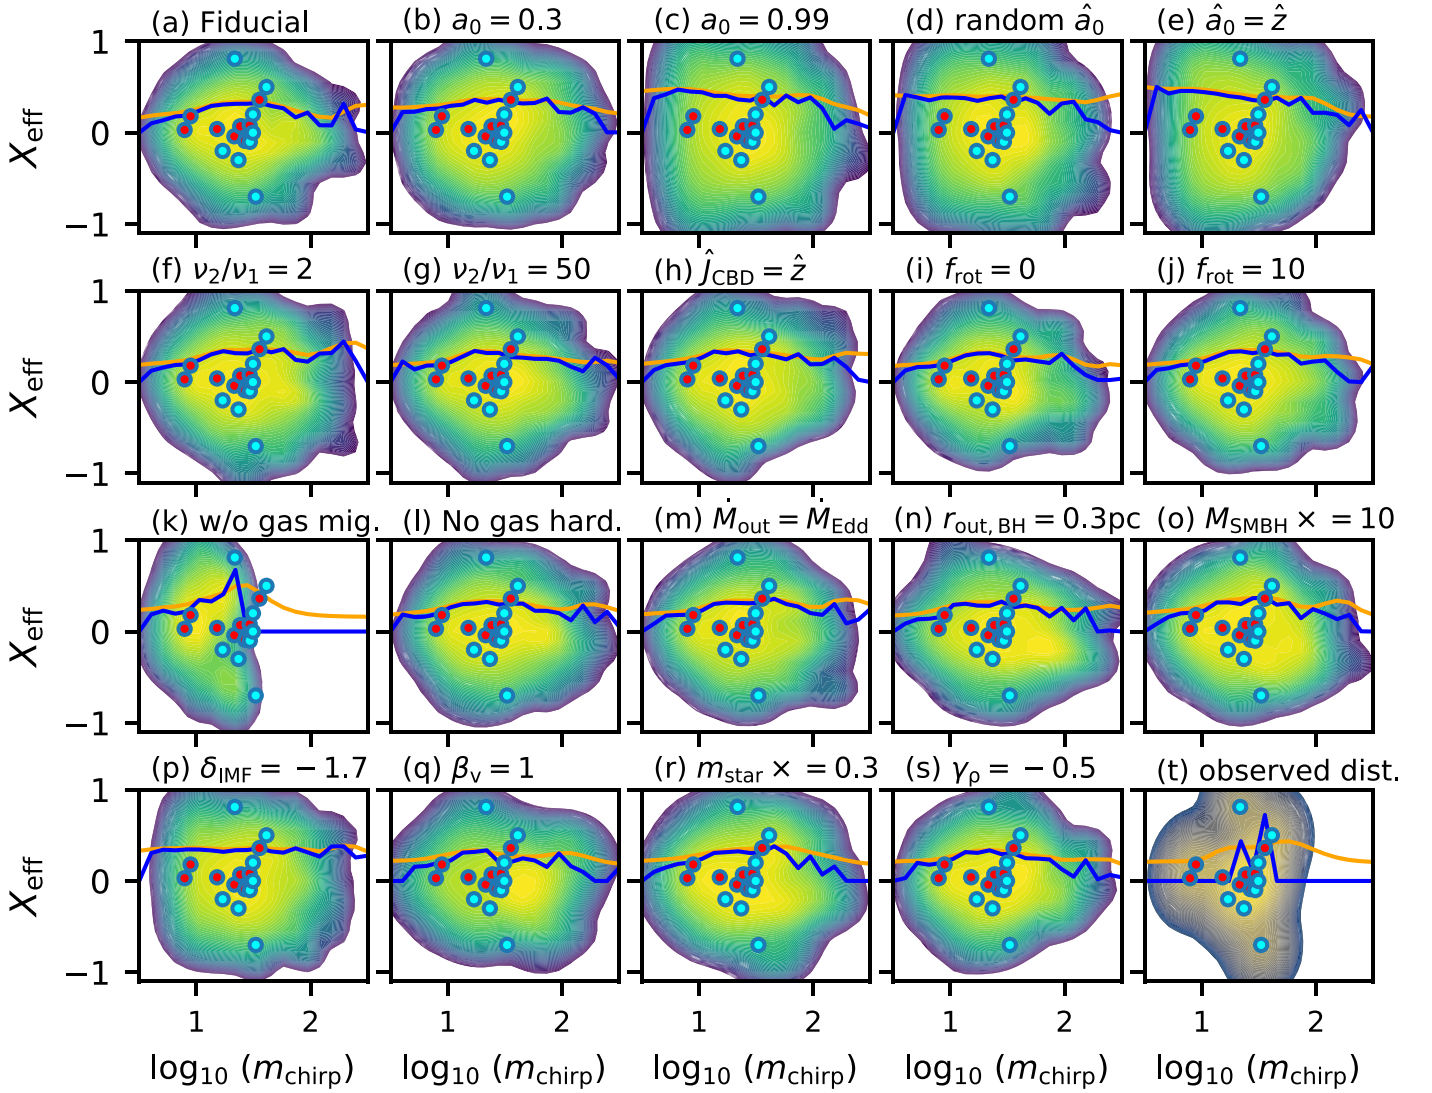 (a) Fiducial (b) a₀ = 0.3 (c) a₀ = 0.99 (d) random â₀ (e) â₀ = ẑ
1
0
−1
χeff
(f) ν₂/ν₁ = 2 (g) ν₂/ν₁ = 50 (h) Ĵ_CBD = ẑ (i) f_rot = 0 (j) f_rot = 10
1
0
−1
χeff
(k) w/o gas mig. (l) No gas hard. (m) Ṁ_out = Ṁ_Edd (n) r_out, BH = 0.3pc (o) M_SMBH × = 10
1
0
−1
χeff
(p) δ_IMF = −1.7 (q) β_v = 1 (r) m_star × = 0.3 (s) γ_ρ = −0.5 (t) observed dist.
1
0
−1
χeff
1 2 1 2 1 2 1 2 1 2
log₁₀ (m_chirp) log₁₀ (m_chirp) log₁₀ (m_chirp) log₁₀ (m_chirp) log₁₀ (m_chirp)